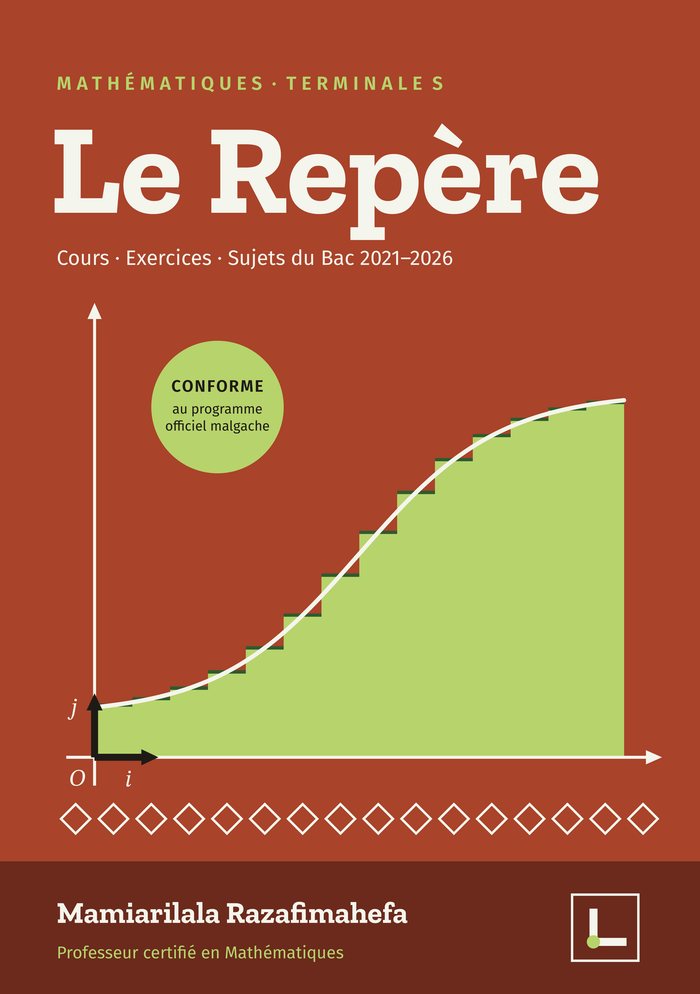 MATHÉMATIQUES · TERMINALE S
Le Repère
Cours · Exercices · Sujets du Bac 2021–2026
CONFORME
au programme
officiel malgache
j
O
i
Mamiarilala Razafimahefa
Professeur certifié en Mathématiques
L